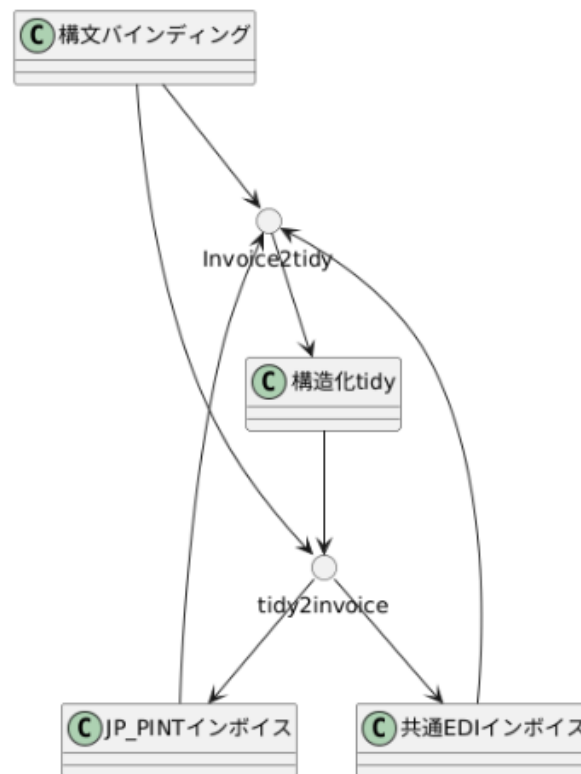 C 構文バインディング
Invoice2tidy
C 構造化tidy
tidy2invoice
C JP_PINTインボイス
C 共通EDIインボイス